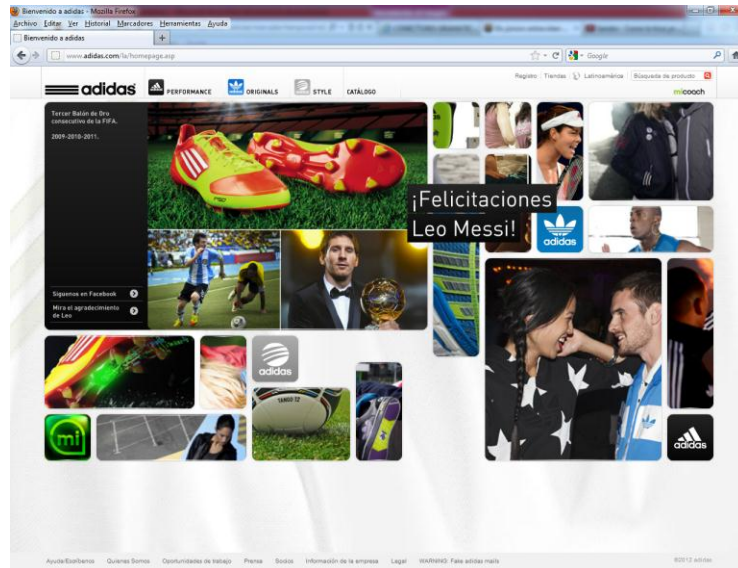 Bienvenido a adidas - Mozilla Firefox
Archivo Editar Ver Historial Marcadores Herramientas Ayuda
Bienvenido a adidas
www.adidas.com/la/homepage.asp
Google
Registro Tiendas Latinoamérica Búsqueda de producto
adidas PERFORMANCE ORIGINALS STYLE CATÁLOGO
micoach
Tercer Balón de Oro
consecutivo de la FIFA.
2009-2010-2011.
¡Felicitaciones
Leo Messi!
adidas
Síguenos en Facebook
Mira el agradecimiento
de Leo
adidas
TANGO 12
mi
adidas
Ayuda/Escríbanos Quienes Somos Oportunidades de trabajo Prensa Socios Información de la empresa Legal WARNING: Fake adidas mails
©2012 adidas